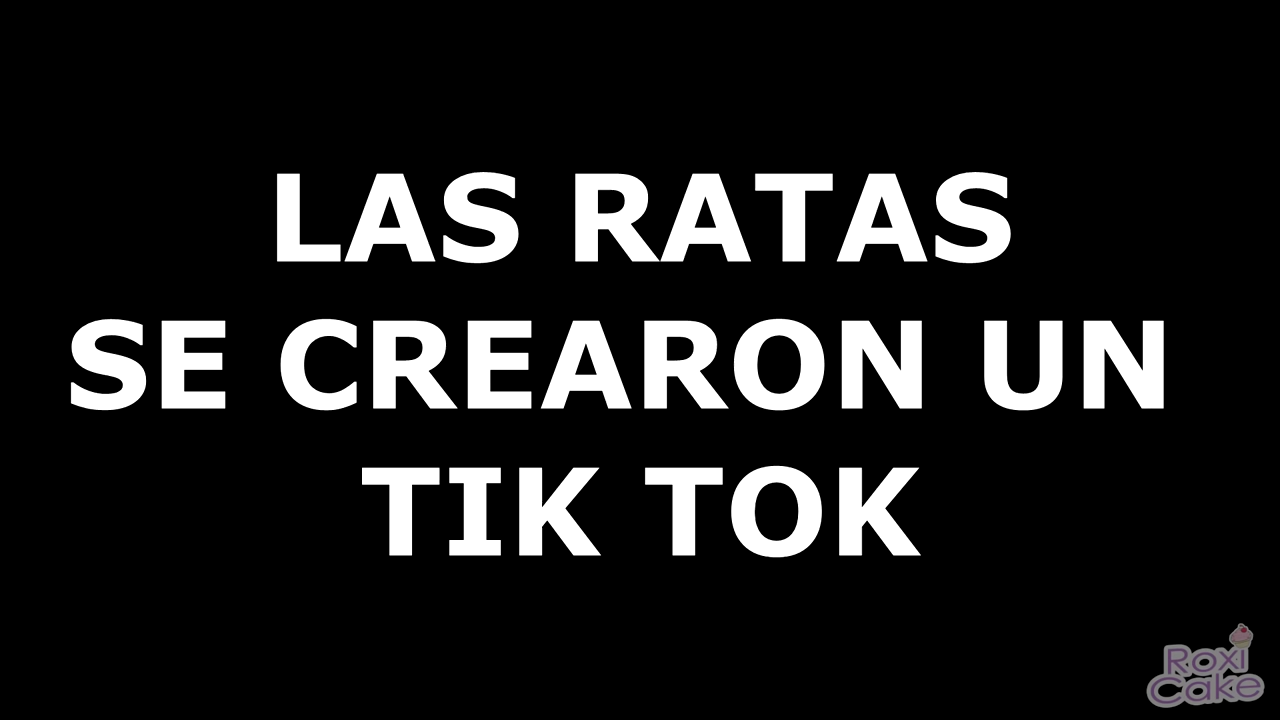 LAS RATAS
SE CREARON UN
TIK TOK
Roxi
Cake